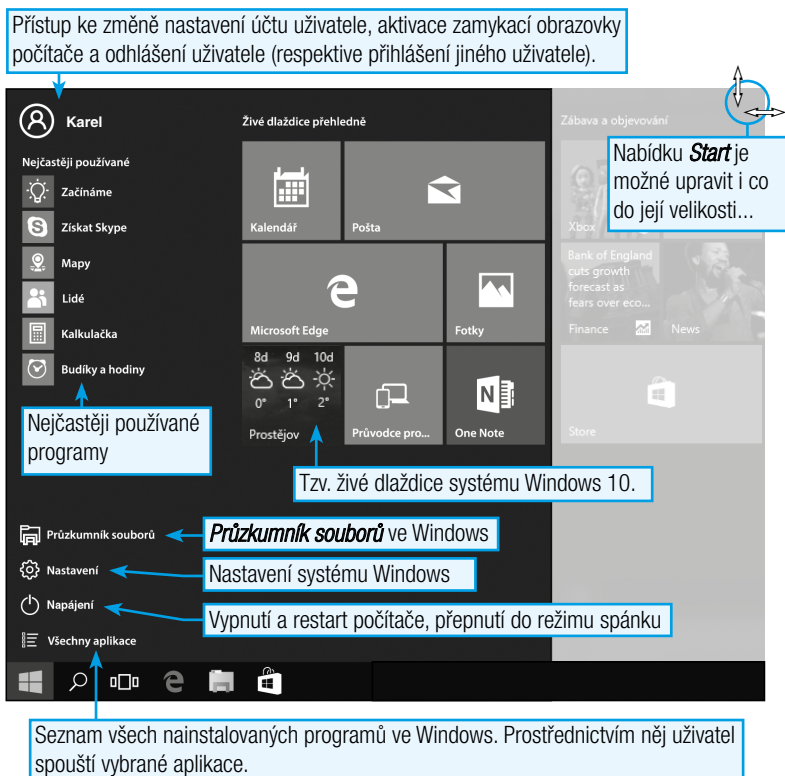 Přístup ke změně nastavení účtu uživatele, aktivace zamykací obrazovky
počítače a odhlášení uživatele (respektive přihlášení jiného uživatele).
Karel
Nejčastěji používané
Začínáme
Získat Skype
Mapy
Lidé
Kalkulačka
Budíky a hodiny
Nejčastěji používané
programy
Živé dlaždice přehledně
Kalendář
Pošta
Microsoft Edge
Fotky
8d 9d 10d
0° 1° 2°
Prostějov
Průvodce pro...
N
One Note
Tzv. živé dlaždice systému Windows 10.
Zábava a objevování
Nabídku Start je
možné upravit i co
do její velikosti...
Xbox
Bank of England
cuts growth
forecast as
fears over eco...
Finance
News
Store
Průzkumník souborů
Průzkumník souborů ve Windows
Nastavení
Nastavení systému Windows
Napájení
Vypnutí a restart počítače, přepnutí do režimu spánku
Všechny aplikace
Seznam všech nainstalovaných programů ve Windows. Prostřednictvím něj uživatel
spouští vybrané aplikace.